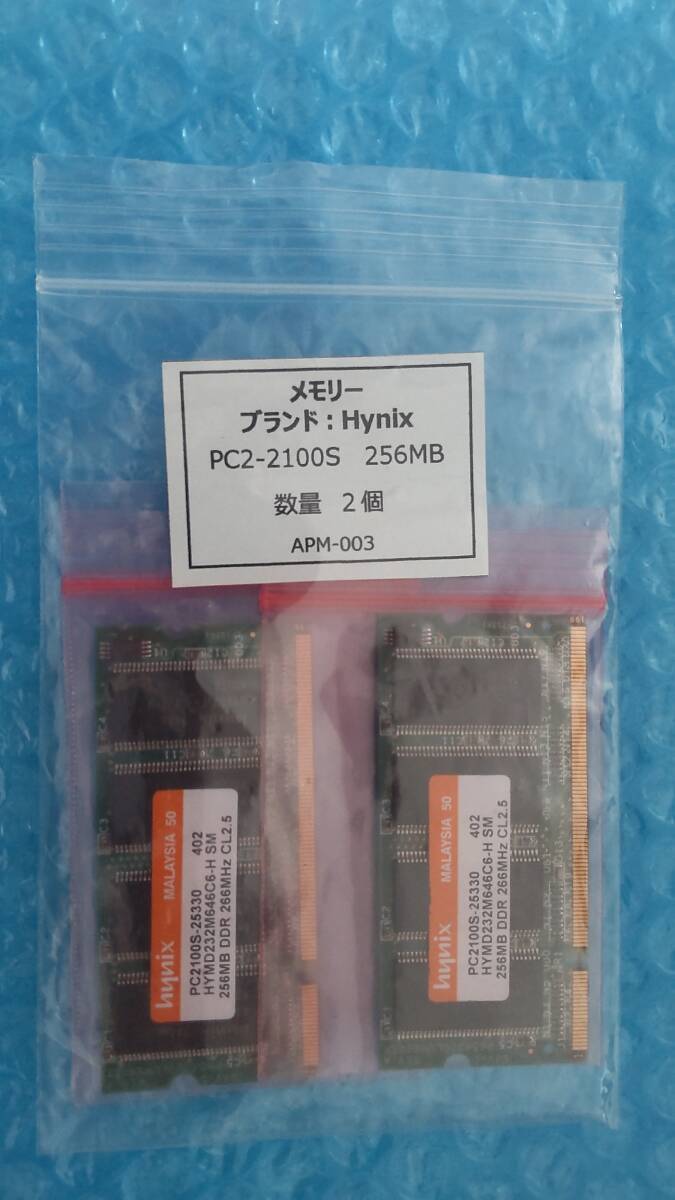 メモリー
ブランド：Hynix
PC2-2100S 256MB
数量 2個
APM-003
hynix MALAYSIA 50
PC2100S-25330 402
HYMD232M646C6-H SM
256MB DDR 266MHz CL2.5
hynix MALAYSIA 50
PC2100S-25330 402
HYMD232M646C6-H SM
256MB DDR 266MHz CL2.5